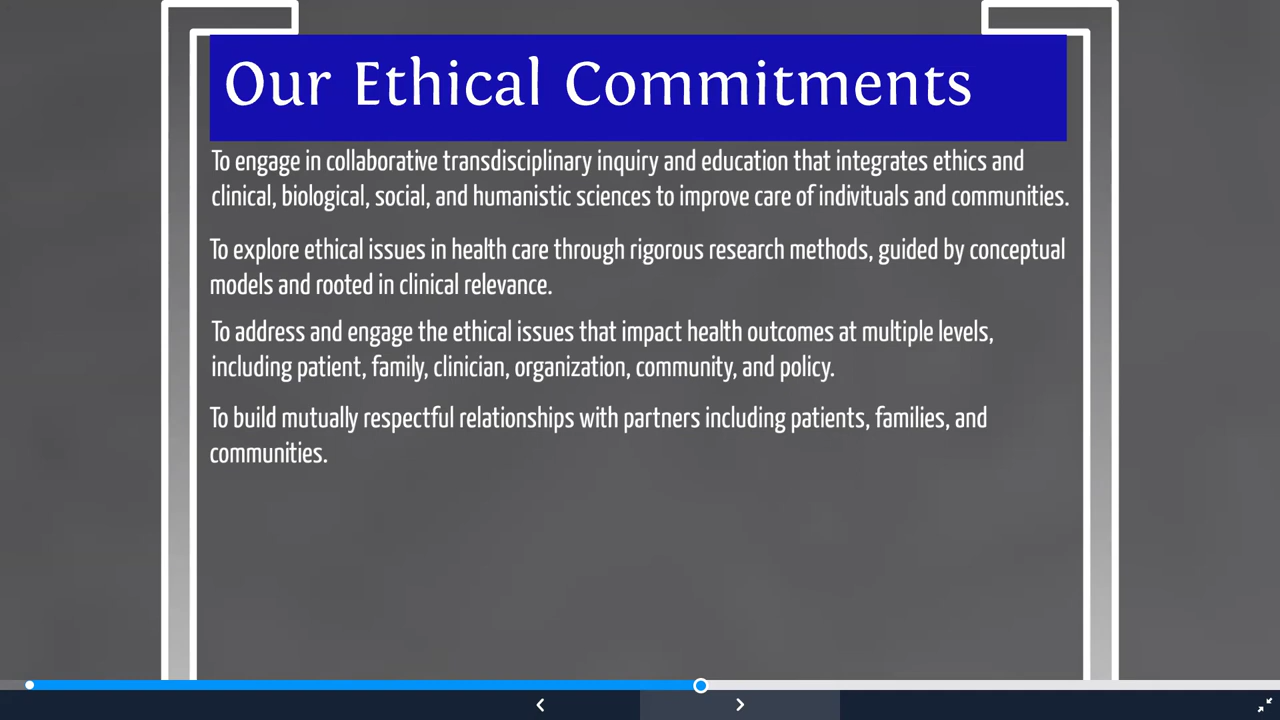 Our Ethical Commitments
To engage in collaborative transdisciplinary inquiry and education that integrates ethics and
clinical, biological, social, and humanistic sciences to improve care of indivituals and communities.
To explore ethical issues in health care through rigorous research methods, guided by conceptual
models and rooted in clinical relevance.
To address and engage the ethical issues that impact health outcomes at multiple levels,
including patient, family, clinician, organization, community, and policy.
To build mutually respectful relationships with partners including patients, families, and
communities.